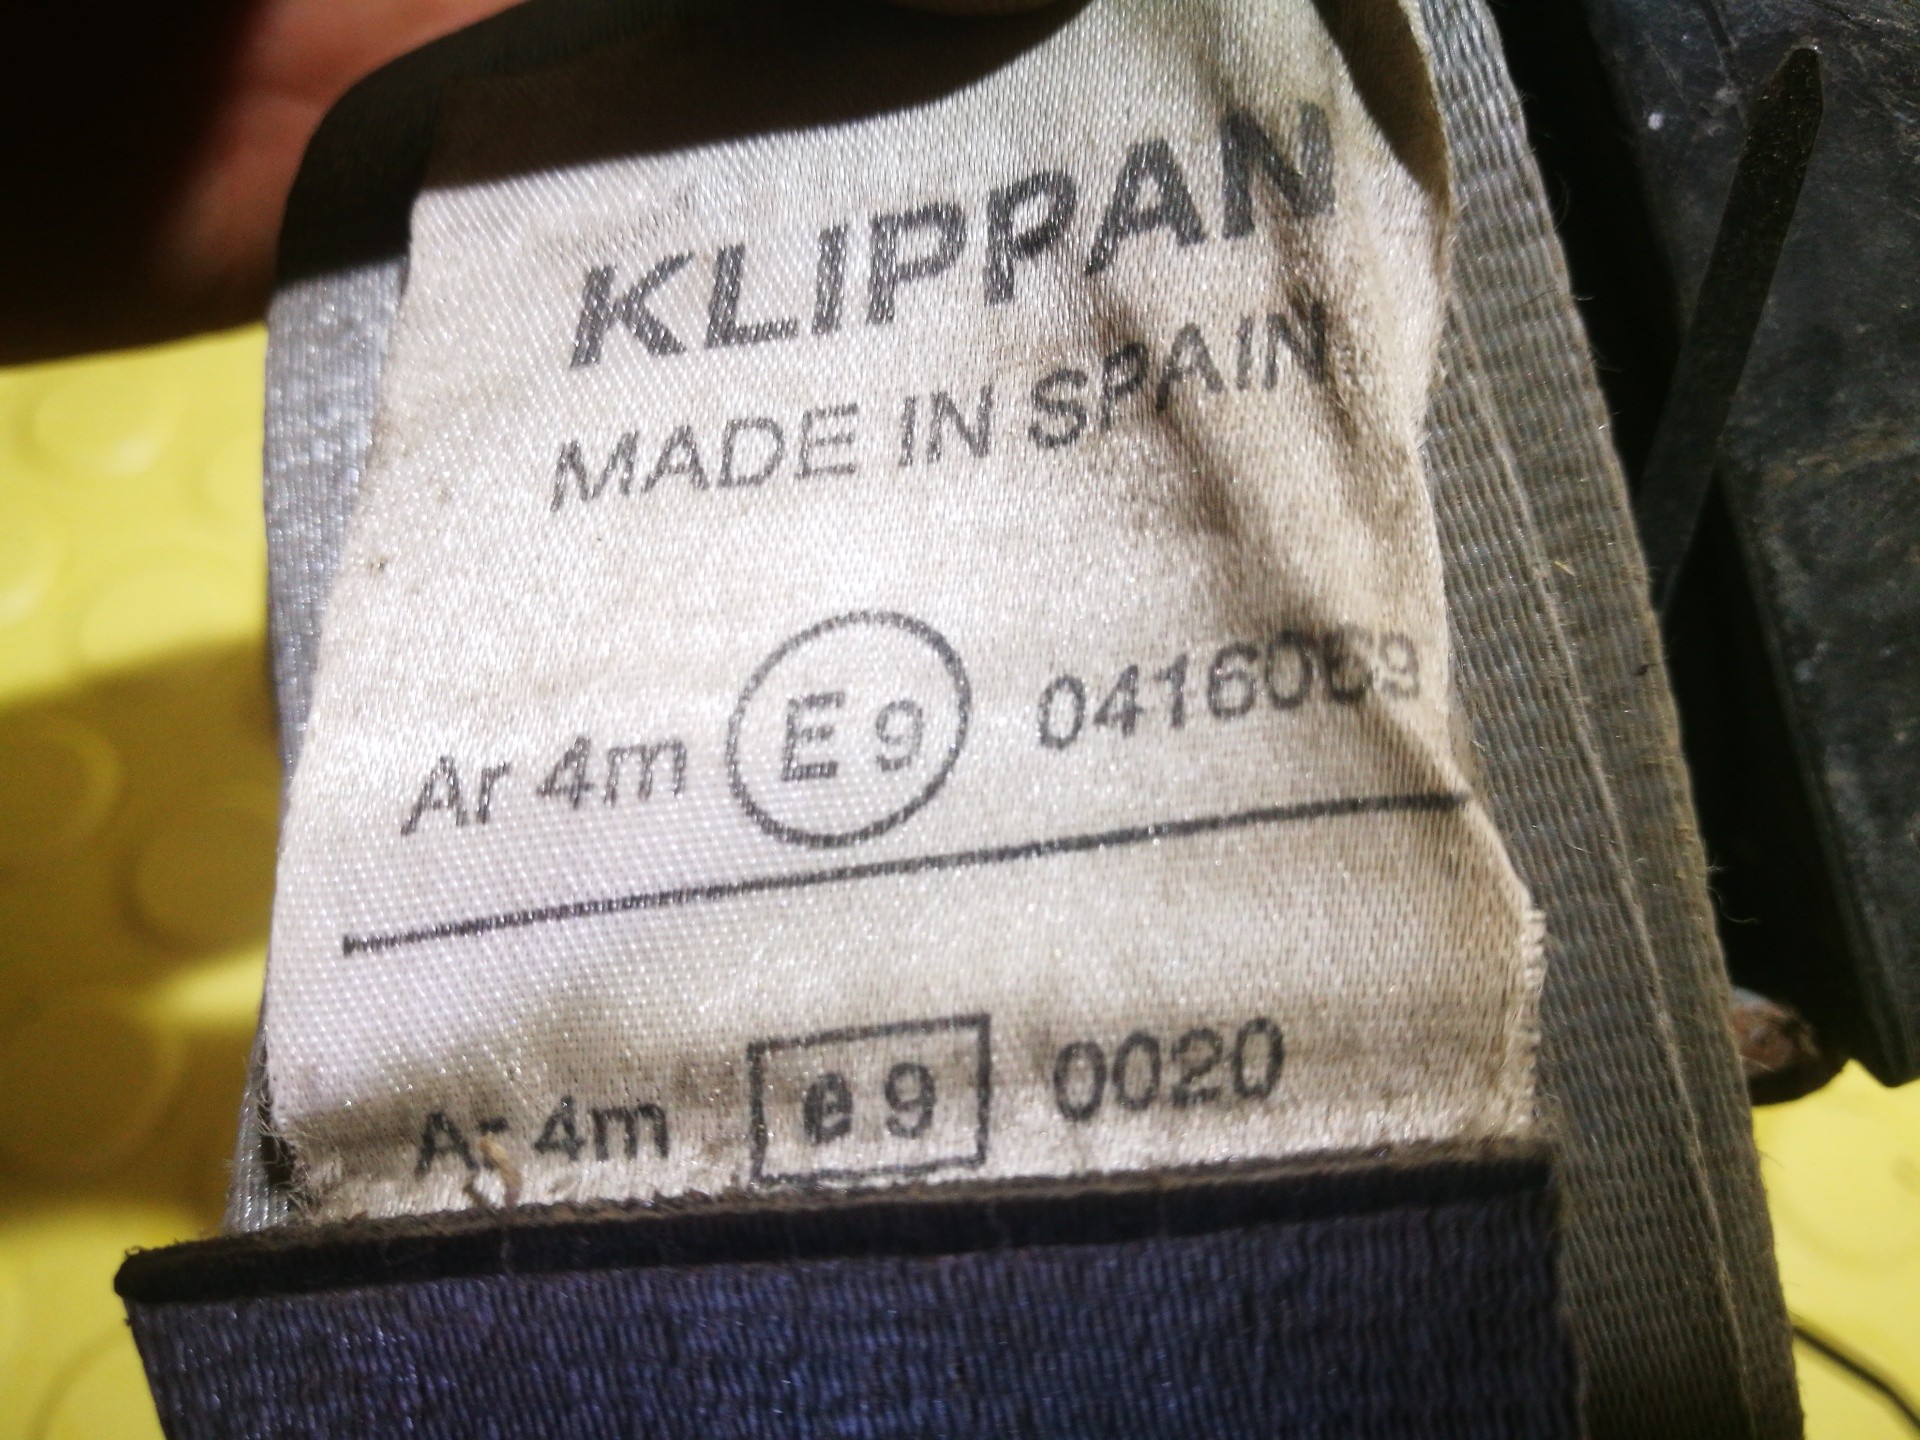 KLIPPAN
MADE IN SPAIN
Ar 4m E 9 0416069
Ar 4m e 9 0020